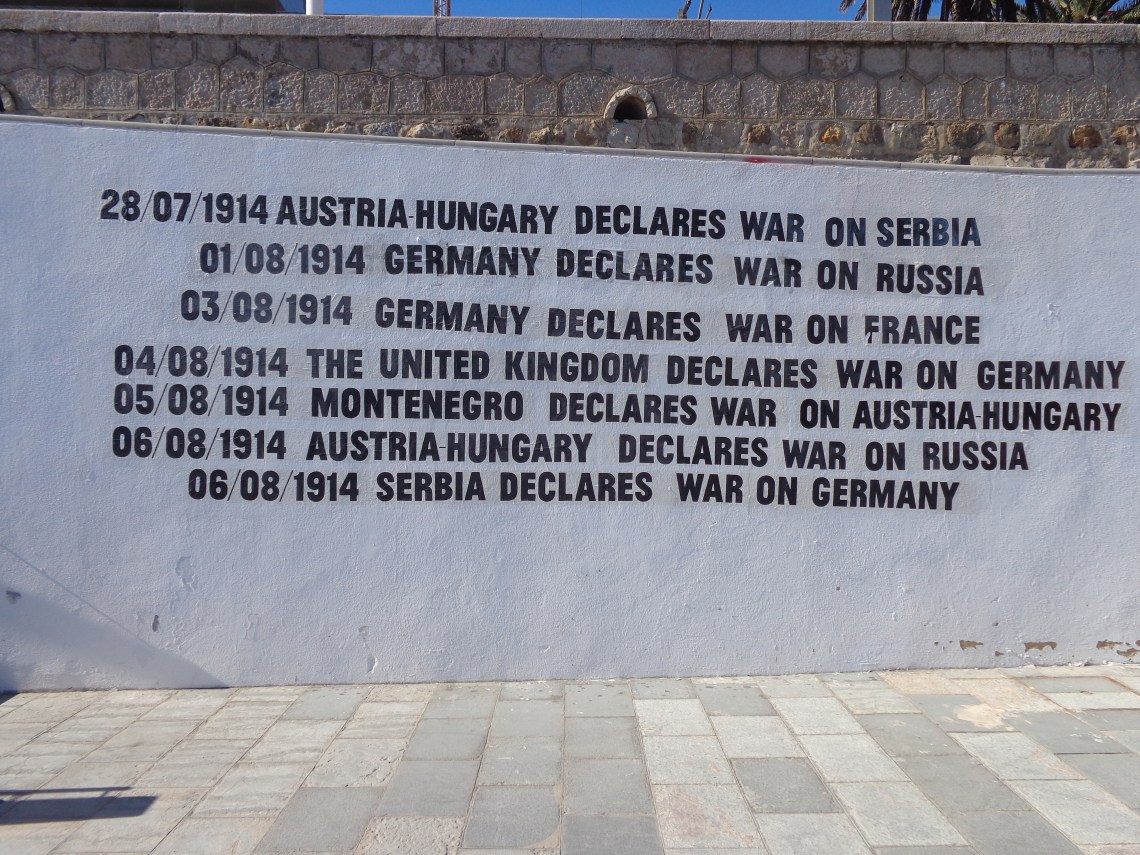 28/07/1914 AUSTRIA-HUNGARY DECLARES WAR ON SERBIA
01/08/1914 GERMANY DECLARES WAR ON RUSSIA
03/08/1914 GERMANY DECLARES WAR ON FRANCE
04/08/1914 THE UNITED KINGDOM DECLARES WAR ON GERMANY
05/08/1914 MONTENEGRO DECLARES WAR ON AUSTRIA-HUNGARY
06/08/1914 AUSTRIA-HUNGARY DECLARES WAR ON RUSSIA
06/08/1914 SERBIA DECLARES WAR ON GERMANY